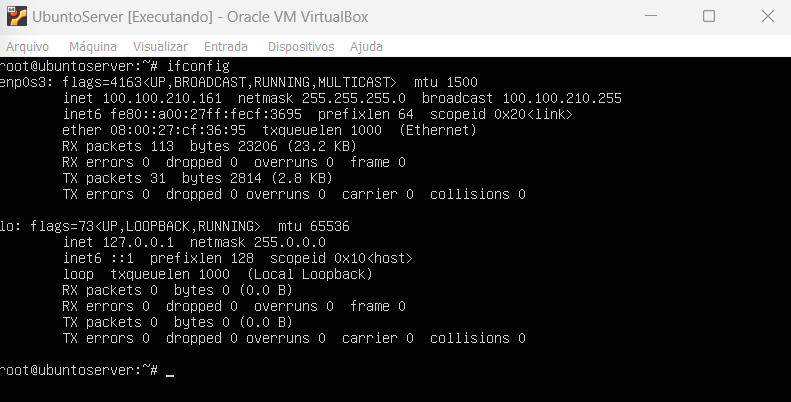 UbuntoServer [Executando] - Oracle VM VirtualBox
Arquivo Máquina Visualizar Entrada Dispositivos Ajuda
root@ubuntoserver:~# ifconfig
enp0s3: flags=4163<UP,BROADCAST,RUNNING,MULTICAST>  mtu 1500
        inet 100.100.210.161  netmask 255.255.255.0  broadcast 100.100.210.255
        inet6 fe80::a00:27ff:fecf:3695  prefixlen 64  scopeid 0x20<link>
        ether 08:00:27:cf:36:95  txqueuelen 1000  (Ethernet)
        RX packets 113  bytes 23206 (23.2 KB)
        RX errors 0  dropped 0  overruns 0  frame 0
        TX packets 31  bytes 2814 (2.8 KB)
        TX errors 0  dropped 0 overruns 0  carrier 0  collisions 0
lo: flags=73<UP,LOOPBACK,RUNNING>  mtu 65536
        inet 127.0.0.1  netmask 255.0.0.0
        inet6 ::1  prefixlen 128  scopeid 0x10<host>
        loop  txqueuelen 1000  (Local Loopback)
        RX packets 0  bytes 0 (0.0 B)
        RX errors 0  dropped 0  overruns 0  frame 0
        TX packets 0  bytes 0 (0.0 B)
        TX errors 0  dropped 0 overruns 0  carrier 0  collisions 0
root@ubuntoserver:~# _